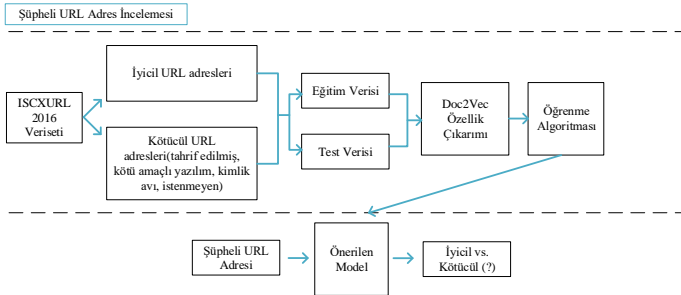 Şüpheli URL Adres İncelemesi
İyicil URL adresleri
ISCXURL
2016
Veriseti
Kötücül URL
adresleri(tahrif edilmiş,
kötü amaçlı yazılım, kimlik
avı, istenmeyen)
Eğitim Verisi
Test Verisi
Doc2Vec
Özellik
Çıkarımı
Öğrenme
Algoritması
Şüpheli URL
Adresi
Önerilen
Model
İyicil vs.
Kötücül (?)